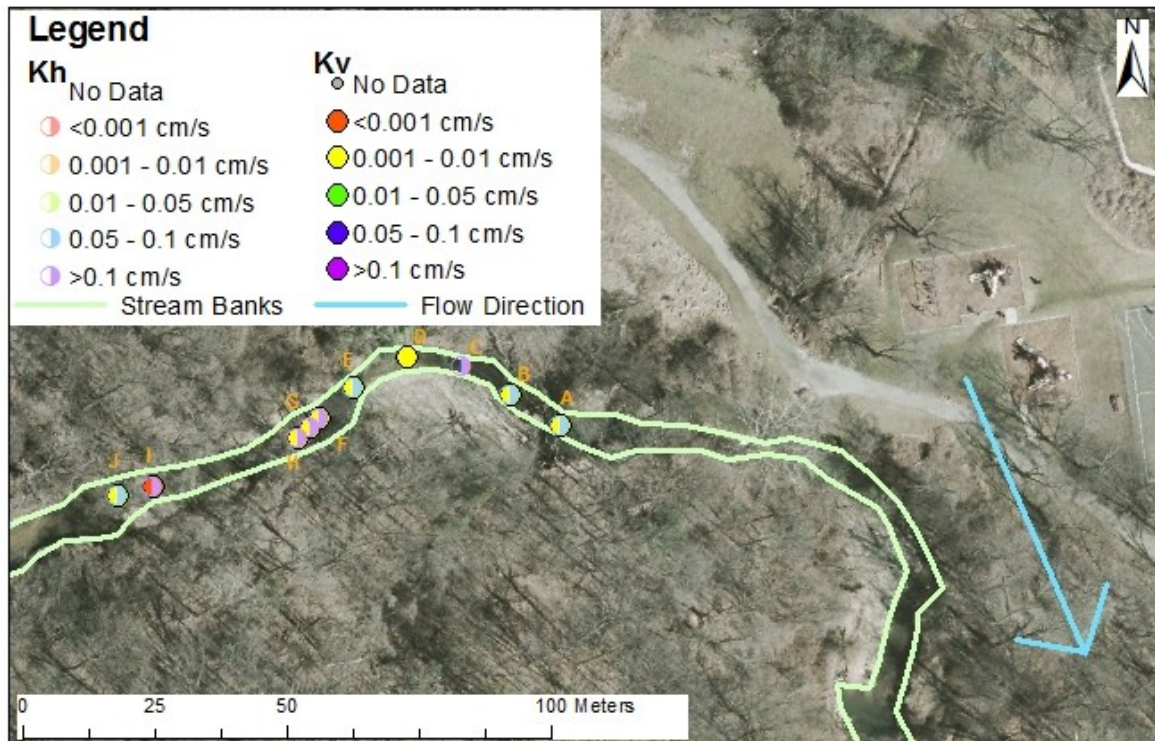 Legend
Kh
No Data
<0.001 cm/s
0.001 - 0.01 cm/s
0.01 - 0.05 cm/s
0.05 - 0.1 cm/s
>0.1 cm/s
Stream Banks
Kv
No Data
<0.001 cm/s
0.001 - 0.01 cm/s
0.01 - 0.05 cm/s
0.05 - 0.1 cm/s
>0.1 cm/s
Flow Direction
N
D
C
E
B
A
G
F
H
I
J
0 25 50 100 Meters